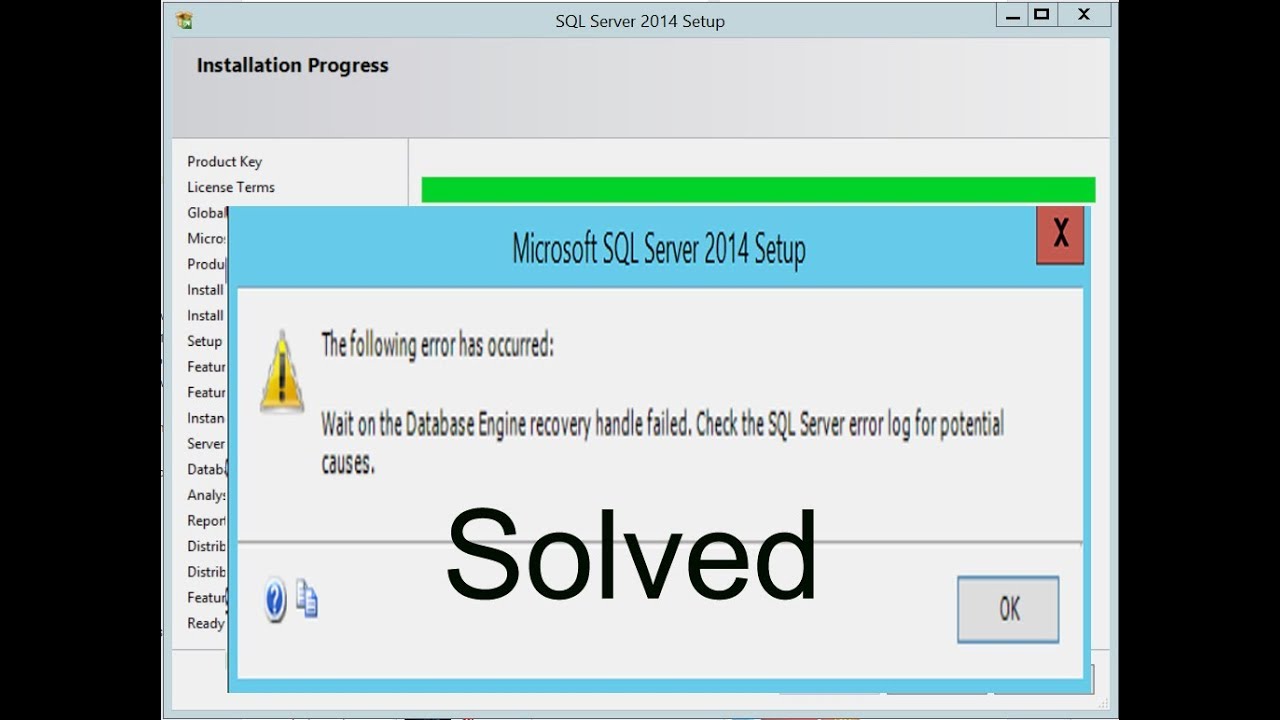 SQL Server 2014 Setup
Installation Progress
Product Key
License Terms
Global
Micros
Produ
Install
Install
Setup
Featur
Featur
Instan
Server
Datab
Analys
Report
Distrib
Distrib
Featur
Ready
Microsoft SQL Server 2014 Setup
X
The following error has occurred:
Wait on the Database Engine recovery handle failed. Check the SQL Server error log for potential
causes.
Solved
OK